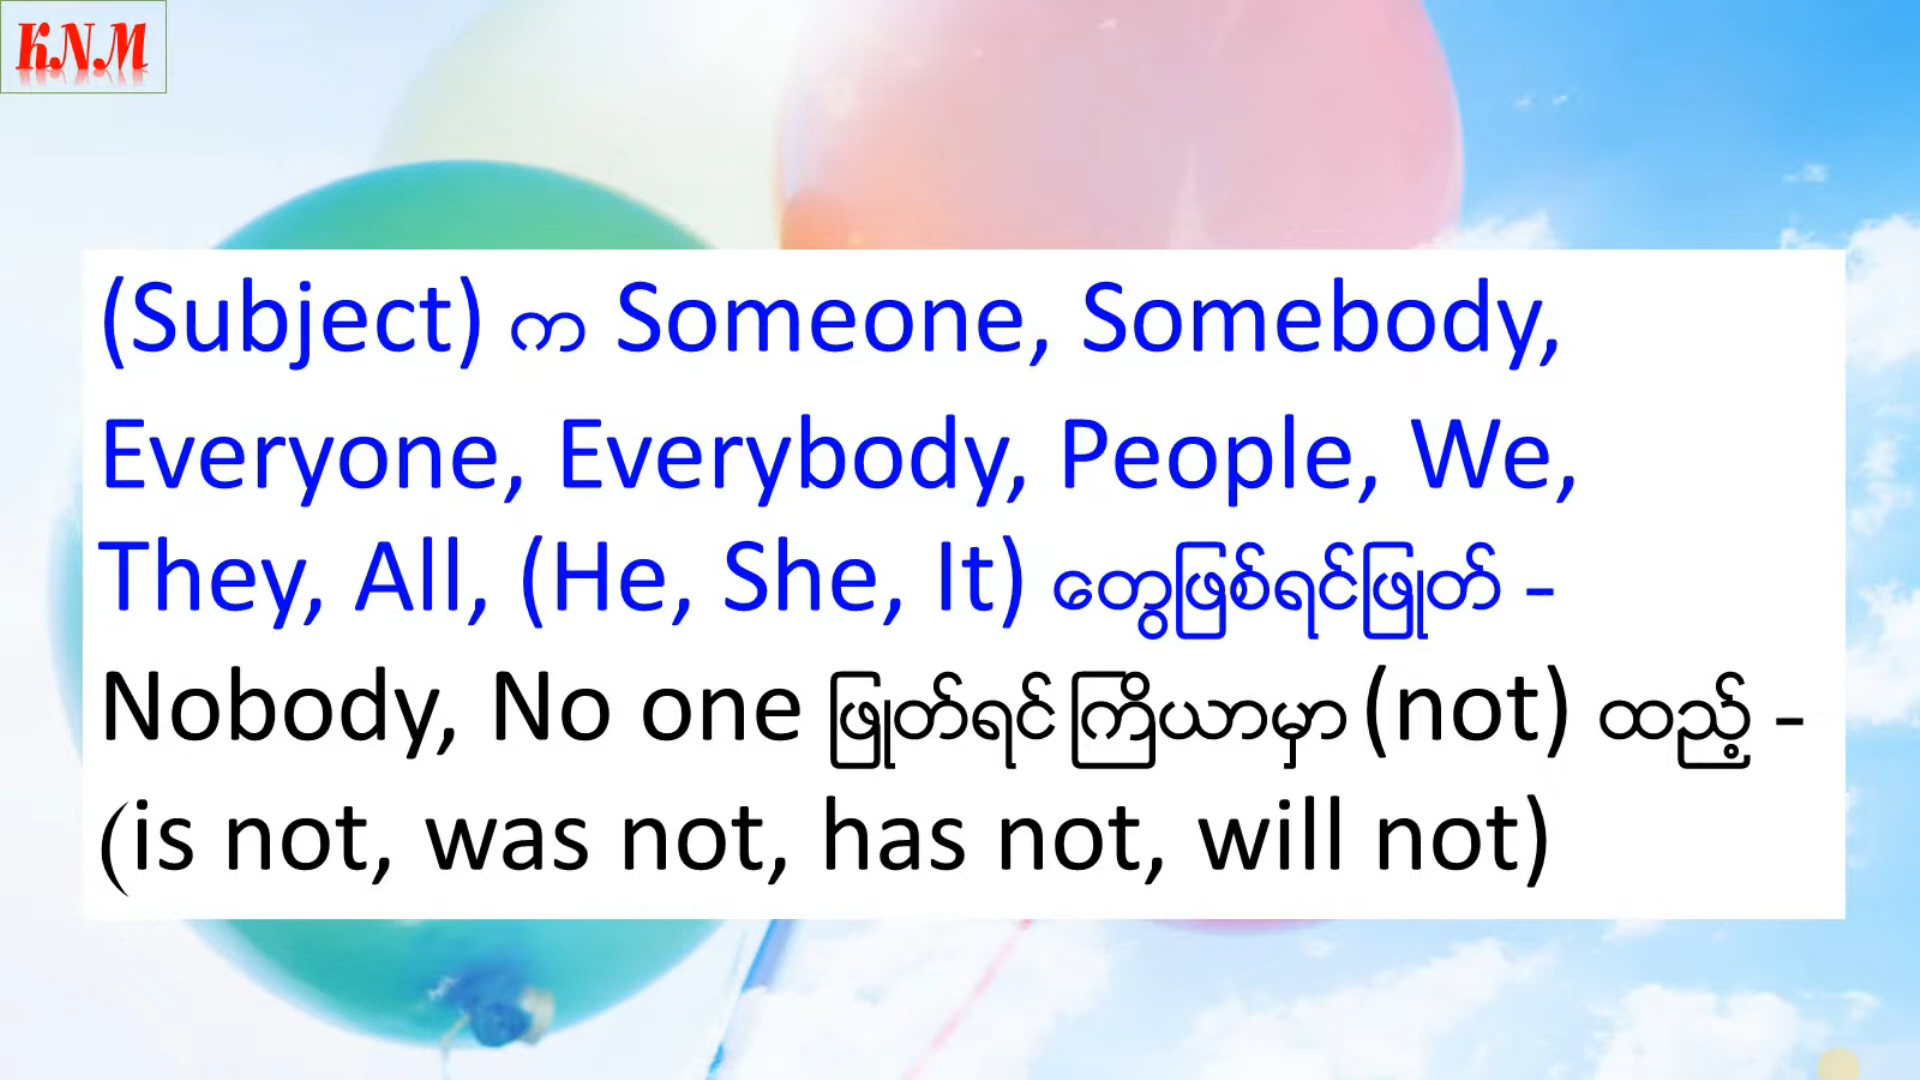 KNM
(Subject) က Someone, Somebody,
Everyone, Everybody, People, We,
They, All, (He, She, It) တွေဖြစ်ရင်ဖြုတ် -
Nobody, No one ဖြုတ်ရင် ကြိယာမှာ (not) ထည့် -
(is not, was not, has not, will not)